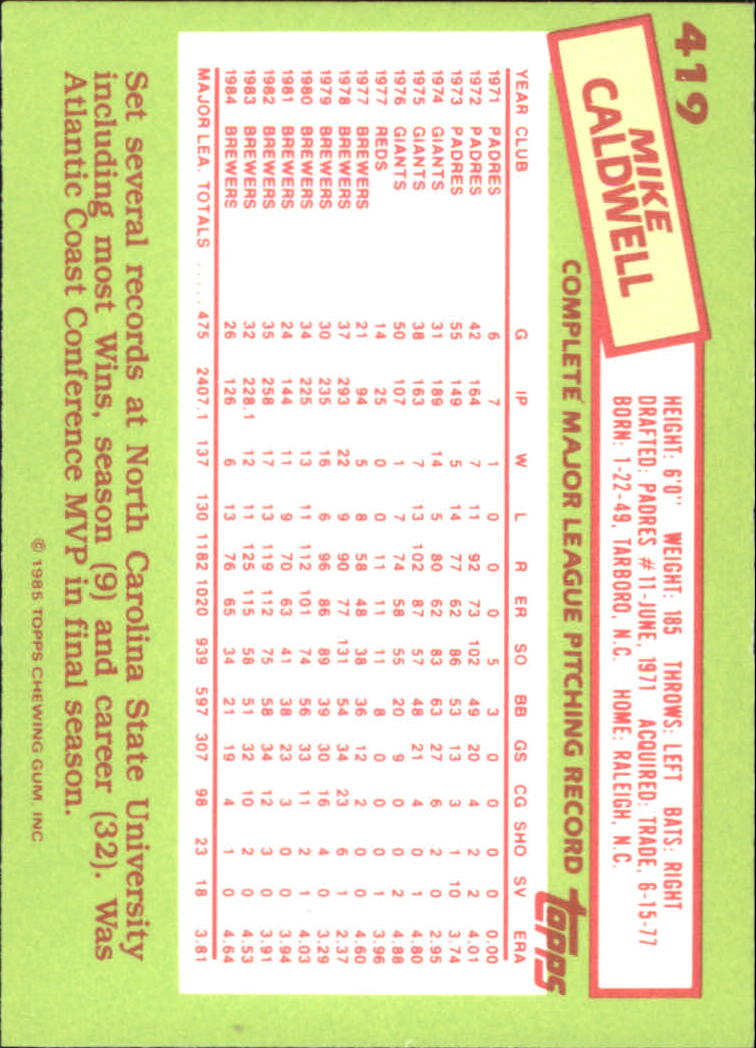 419
MIKE
CALDWELL
HEIGHT: 6'0" WEIGHT: 185 THROWS: LEFT BATS: RIGHT
DRAFTED: PADRES #11-JUNE, 1971 ACQUIRED: TRADE, 6-15-77
BORN: 1-22-49, TARBORO, N.C. HOME: RALEIGH, N.C.
COMPLETE MAJOR LEAGUE PITCHING RECORD topps
YEAR CLUB G IP W L R ER SO BB GS CG SHO SV ERA
1971 PADRES 6 7 1 0 0 0 5 3 0 0 0 0 0.00
1972 PADRES 42 164 7 11 92 73 102 49 20 4 2 2 4.01
1973 PADRES 55 149 5 14 77 62 86 53 13 3 1 10 3.74
1974 GIANTS 31 189 14 5 80 62 83 63 27 6 2 0 2.95
1975 GIANTS 38 163 7 13 102 87 57 48 21 4 0 1 4.80
1976 GIANTS 50 107 1 7 74 58 55 20 9 0 0 2 4.88
1977 REDS 14 25 0 0 11 11 11 8 0 0 0 1 3.96
1977 BREWERS 21 94 5 8 58 48 38 36 12 2 0 0 4.60
1978 BREWERS 37 293 22 9 90 77 131 54 34 23 6 1 2.37
1979 BREWERS 30 235 16 6 96 86 89 39 30 16 4 0 3.29
1980 BREWERS 34 225 13 11 112 101 74 56 33 11 2 1 4.03
1981 BREWERS 24 144 11 9 70 63 41 38 23 3 0 0 3.94
1982 BREWERS 35 258 17 13 119 112 75 58 34 12 3 0 3.91
1983 BREWERS 32 228.1 12 11 125 115 58 51 32 10 2 0 4.53
1984 BREWERS 26 126 6 13 76 65 34 21 19 4 1 0 4.64
MAJOR LEA. TOTALS ..... 475 2407.1 137 130 1182 1020 939 597 307 98 23 18 3.81
Set several records at North Carolina State University
including most Wins, season (9) and career (32). Was
Atlantic Coast Conference MVP in final season.
© 1985 TOPPS CHEWING GUM, INC.